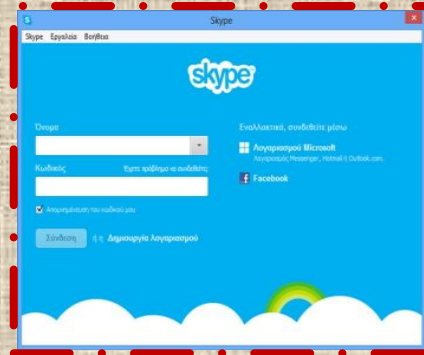 Skype
Skype Εργαλεία Βοήθεια
skype
Όνομα
Κωδικός
Έχετε πρόβλημα να συνδεθείτε;
Απομνημόνευση του κωδικού μου
Σύνδεση ή η Δημιουργία λογαριασμού
Εναλλακτικά, συνδεθείτε μέσω
Λογαριασμού Microsoft
Λογαριασμός Messenger, Hotmail ή Outlook.com
Facebook